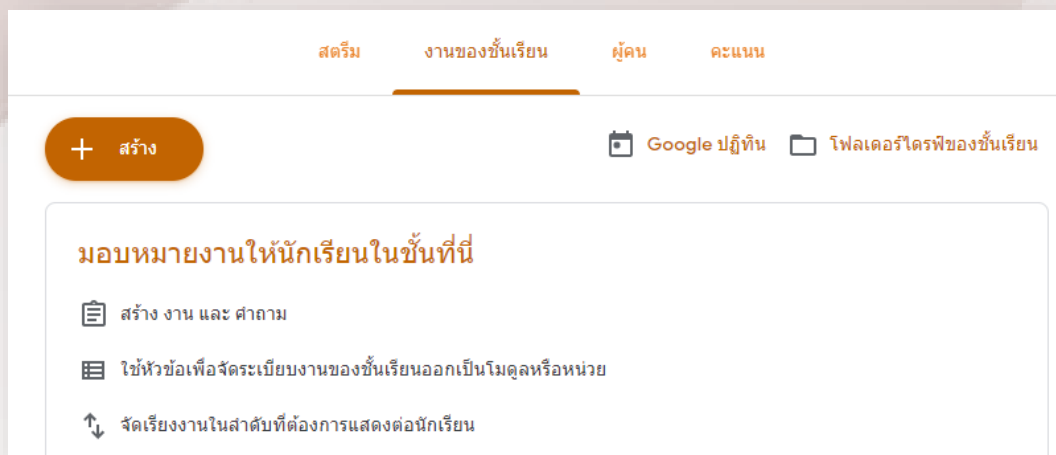 สตรีม งานของชั้นเรียน ผู้คน คะแนน
สร้าง Google ปฏิทิน โฟลเดอร์ไดรฟ์ของชั้นเรียน
มอบหมายงานให้นักเรียนในชั้นที่นี่
สร้าง งาน และ คำถาม
ใช้หัวข้อเพื่อจัดระเบียบงานของชั้นเรียนออกเป็นโมดูลหรือหน่วย
จัดเรียงงานในลำดับที่ต้องการแสดงต่อนักเรียน